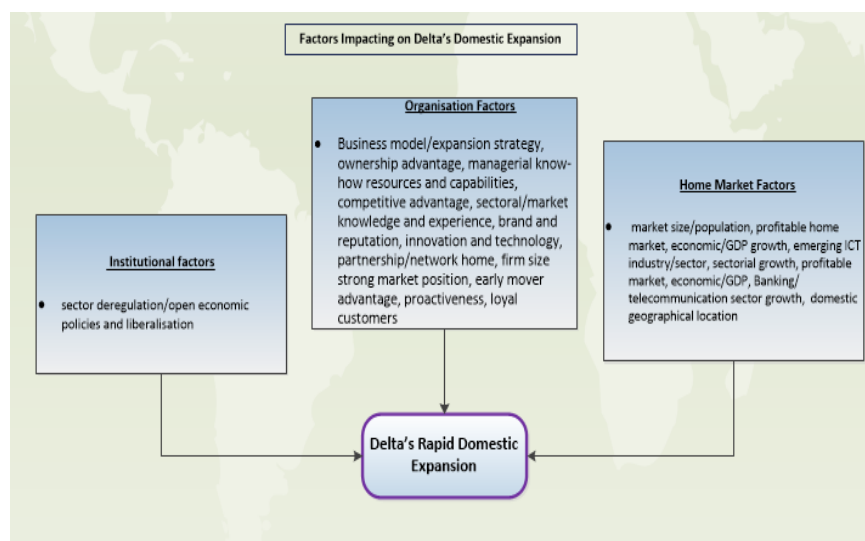 Factors Impacting on Delta's Domestic Expansion
Organisation Factors
• Business model/expansion strategy,
ownership advantage, managerial know-
how resources and capabilities,
competitive advantage, sectoral/market
knowledge and experience, brand and
reputation, innovation and technology,
partnership/network home, firm size
strong market position, early mover
advantage, proactiveness, loyal
customers
Home Market Factors
• market size/population, profitable home
market, economic/GDP growth, emerging ICT
industry/sector, sectorial growth, profitable
market, economic/GDP, Banking/
telecommunication sector growth, domestic
geographical location
Institutional factors
• sector deregulation/open economic
policies and liberalisation
Delta's Rapid Domestic
Expansion